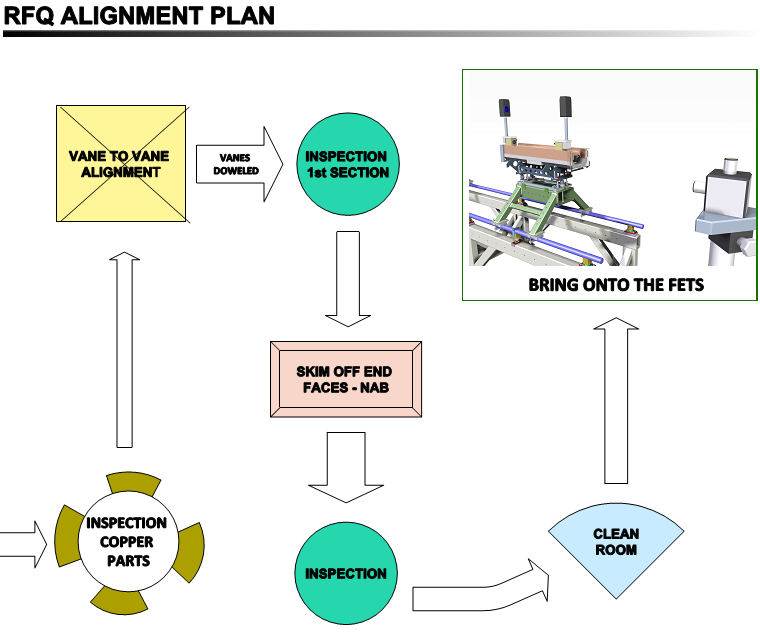 RFQ ALIGNMENT PLAN
VANE TO VANE
ALIGNMENT
VANES
DOWELED
INSPECTION
1st SECTION
SKIM OFF END
FACES - NAB
INSPECTION
COPPER
PARTS
INSPECTION
CLEAN
ROOM
BRING ONTO THE FETS